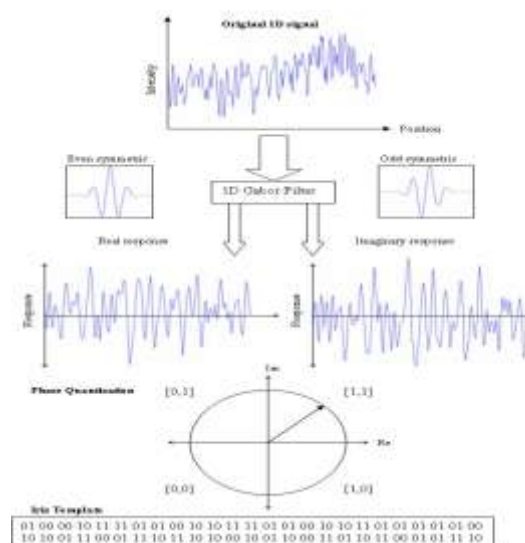 Original 1D signal
Intensity
Position
Even symmetric
Odd symmetric
1D Gabor Filter
Real response
Imaginary response
Response
Response
Im
Phase Quantisation
[0,1]
[1,1]
Re
[0,0]
[1,0]
Iris Template